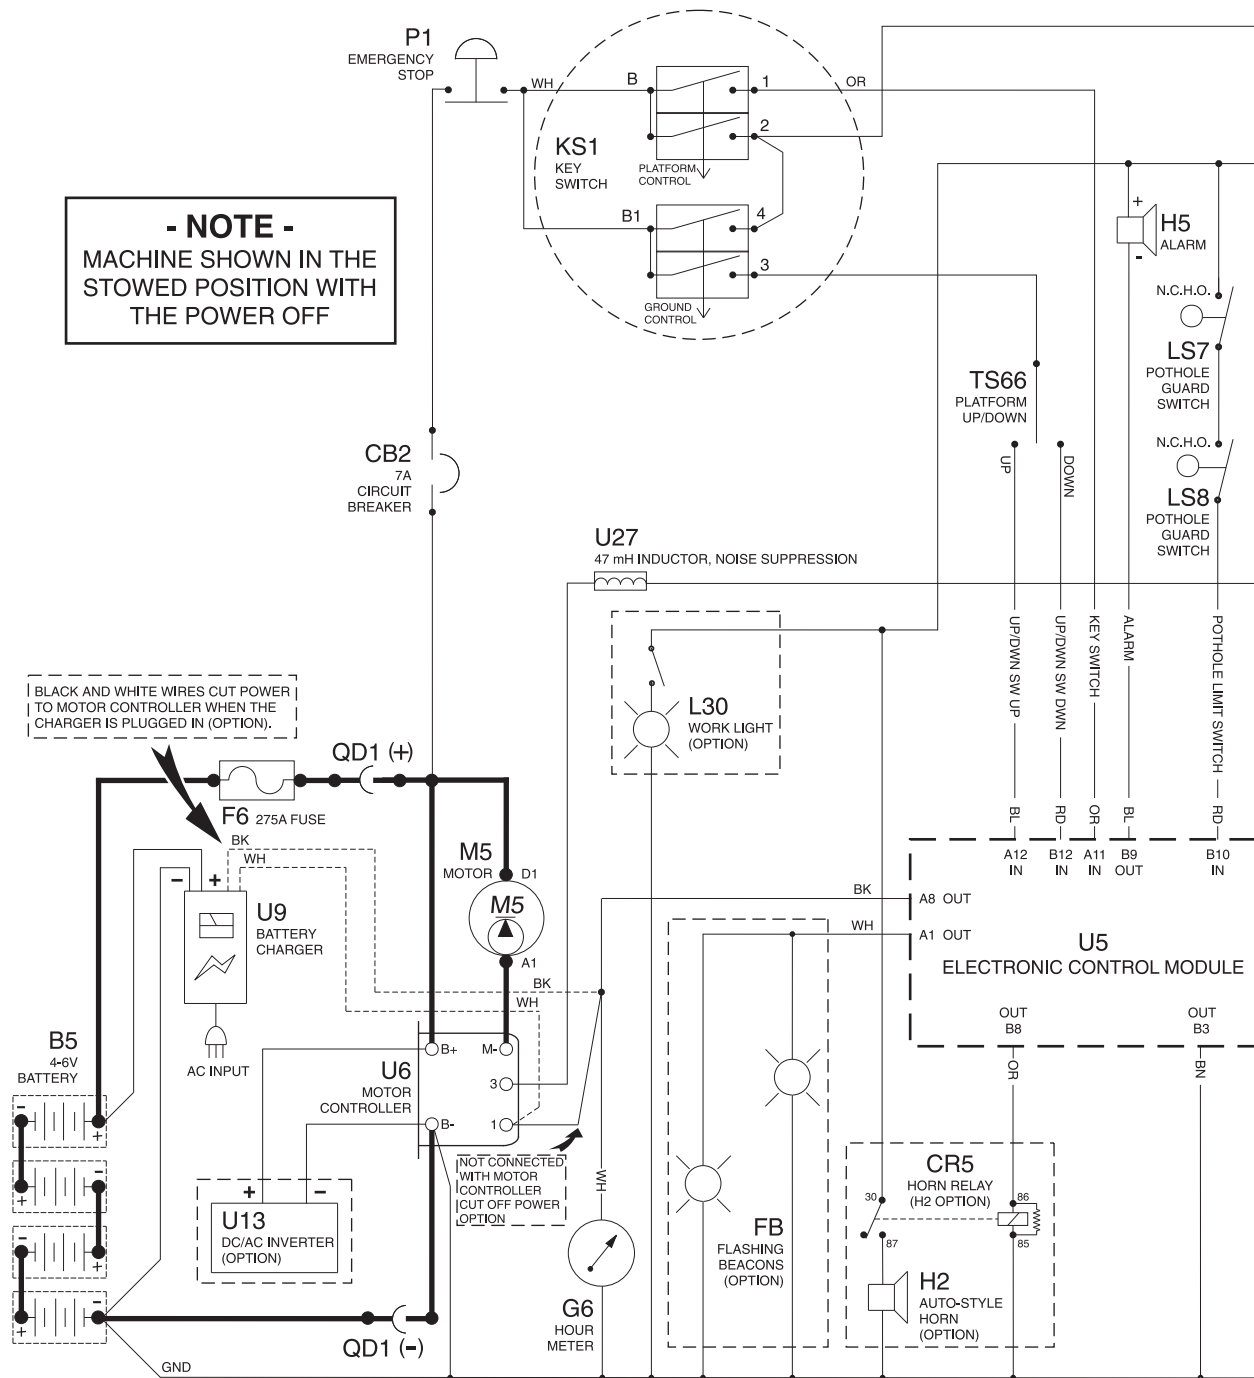 P1
EMERGENCY
STOP
WH
B
1
OR
2
KS1
KEY
SWITCH
PLATFORM
CONTROL
B1
4
3
GROUND
CONTROL
- NOTE -
MACHINE SHOWN IN THE
STOWED POSITION WITH
THE POWER OFF
+
H5
ALARM
-
N.C.H.O.
LS7
POTHOLE
GUARD
SWITCH
TS66
PLATFORM
UP/DOWN
UP
DOWN
N.C.H.O.
LS8
POTHOLE
GUARD
SWITCH
CB2
7A
CIRCUIT
BREAKER
U27
47 mH INDUCTOR, NOISE SUPPRESSION
UP/DWN SW UP
UP/DWN SW DWN
KEY SWITCH
ALARM
POTHOLE LIMIT SWITCH
L30
WORK LIGHT
(OPTION)
BLACK AND WHITE WIRES CUT POWER
TO MOTOR CONTROLLER WHEN THE
CHARGER IS PLUGGED IN (OPTION).
QD1 (+)
F6 275A FUSE
BK
WH
BL
RD
OR
BL
RD
A12
IN
B12
IN
A11
IN
B9
OUT
B10
IN
M5
MOTOR
D1
M5
A1
- +
U9
BATTERY
CHARGER
AC INPUT
BK
WH
BK
A8 OUT
WH
A1 OUT
U5
ELECTRONIC CONTROL MODULE
OUT
B8
OUT
B3
OR
BN
B5
4-6V
BATTERY
-
+
-
+
-
+
-
+
B+
M-
U6
MOTOR
CONTROLLER
3
B-
1
NOT CONNECTED
WITH MOTOR
CONTROLLER
CUT OFF POWER
OPTION
+ -
U13
DC/AC INVERTER
(OPTION)
WH
G6
HOUR
METER
FB
FLASHING
BEACONS
(OPTION)
CR5
HORN RELAY
(H2 OPTION)
30
87
86
85
H2
AUTO-STYLE
HORN
(OPTION)
QD1 (-)
GND